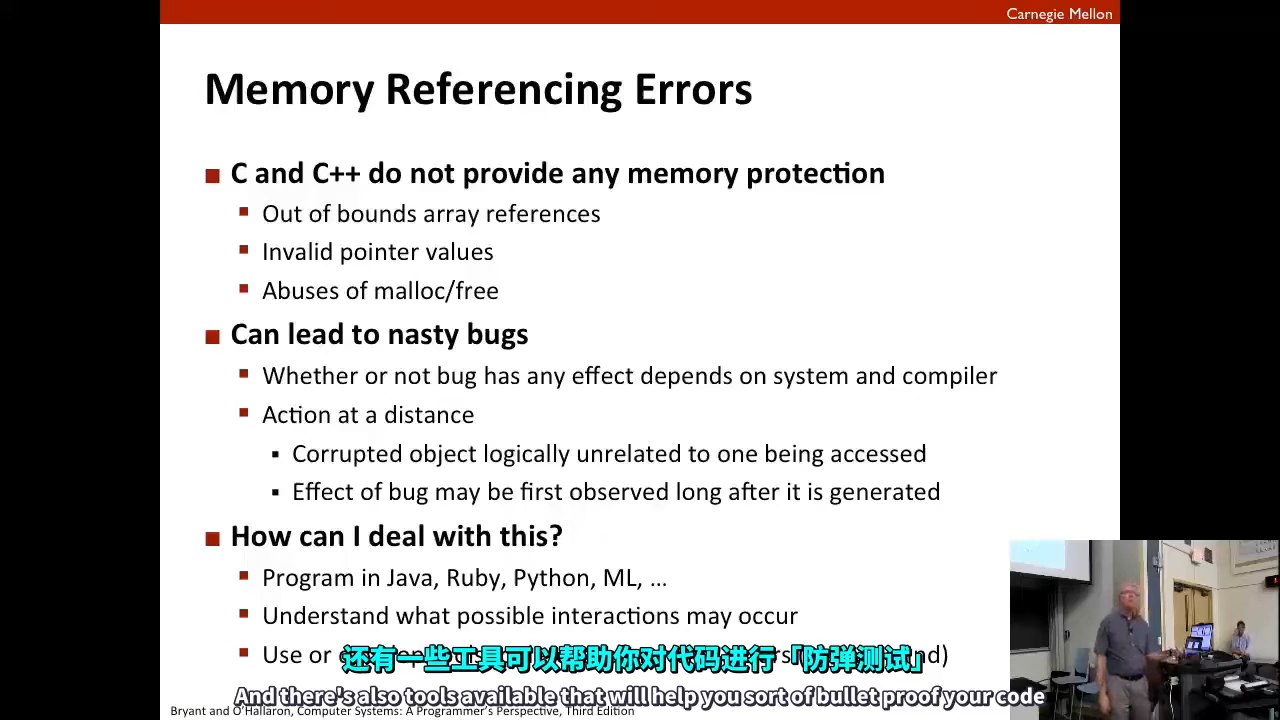 Carnegie Mellon
Memory Referencing Errors
■ C and C++ do not provide any memory protection
▪ Out of bounds array references
▪ Invalid pointer values
▪ Abuses of malloc/free
■ Can lead to nasty bugs
▪ Whether or not bug has any effect depends on system and compiler
▪ Action at a distance
▪ Corrupted object logically unrelated to one being accessed
▪ Effect of bug may be first observed long after it is generated
■ How can I deal with this?
▪ Program in Java, Ruby, Python, ML, …
▪ Understand what possible interactions may occur
▪ Use or
还有一些工具可以帮助你对代码进行「防弹测试」
And there's also tools available that will help you sort of bullet proof your code
Bryant and O'Hallaron, Computer Systems: A Programmer's Perspective, Third Edition